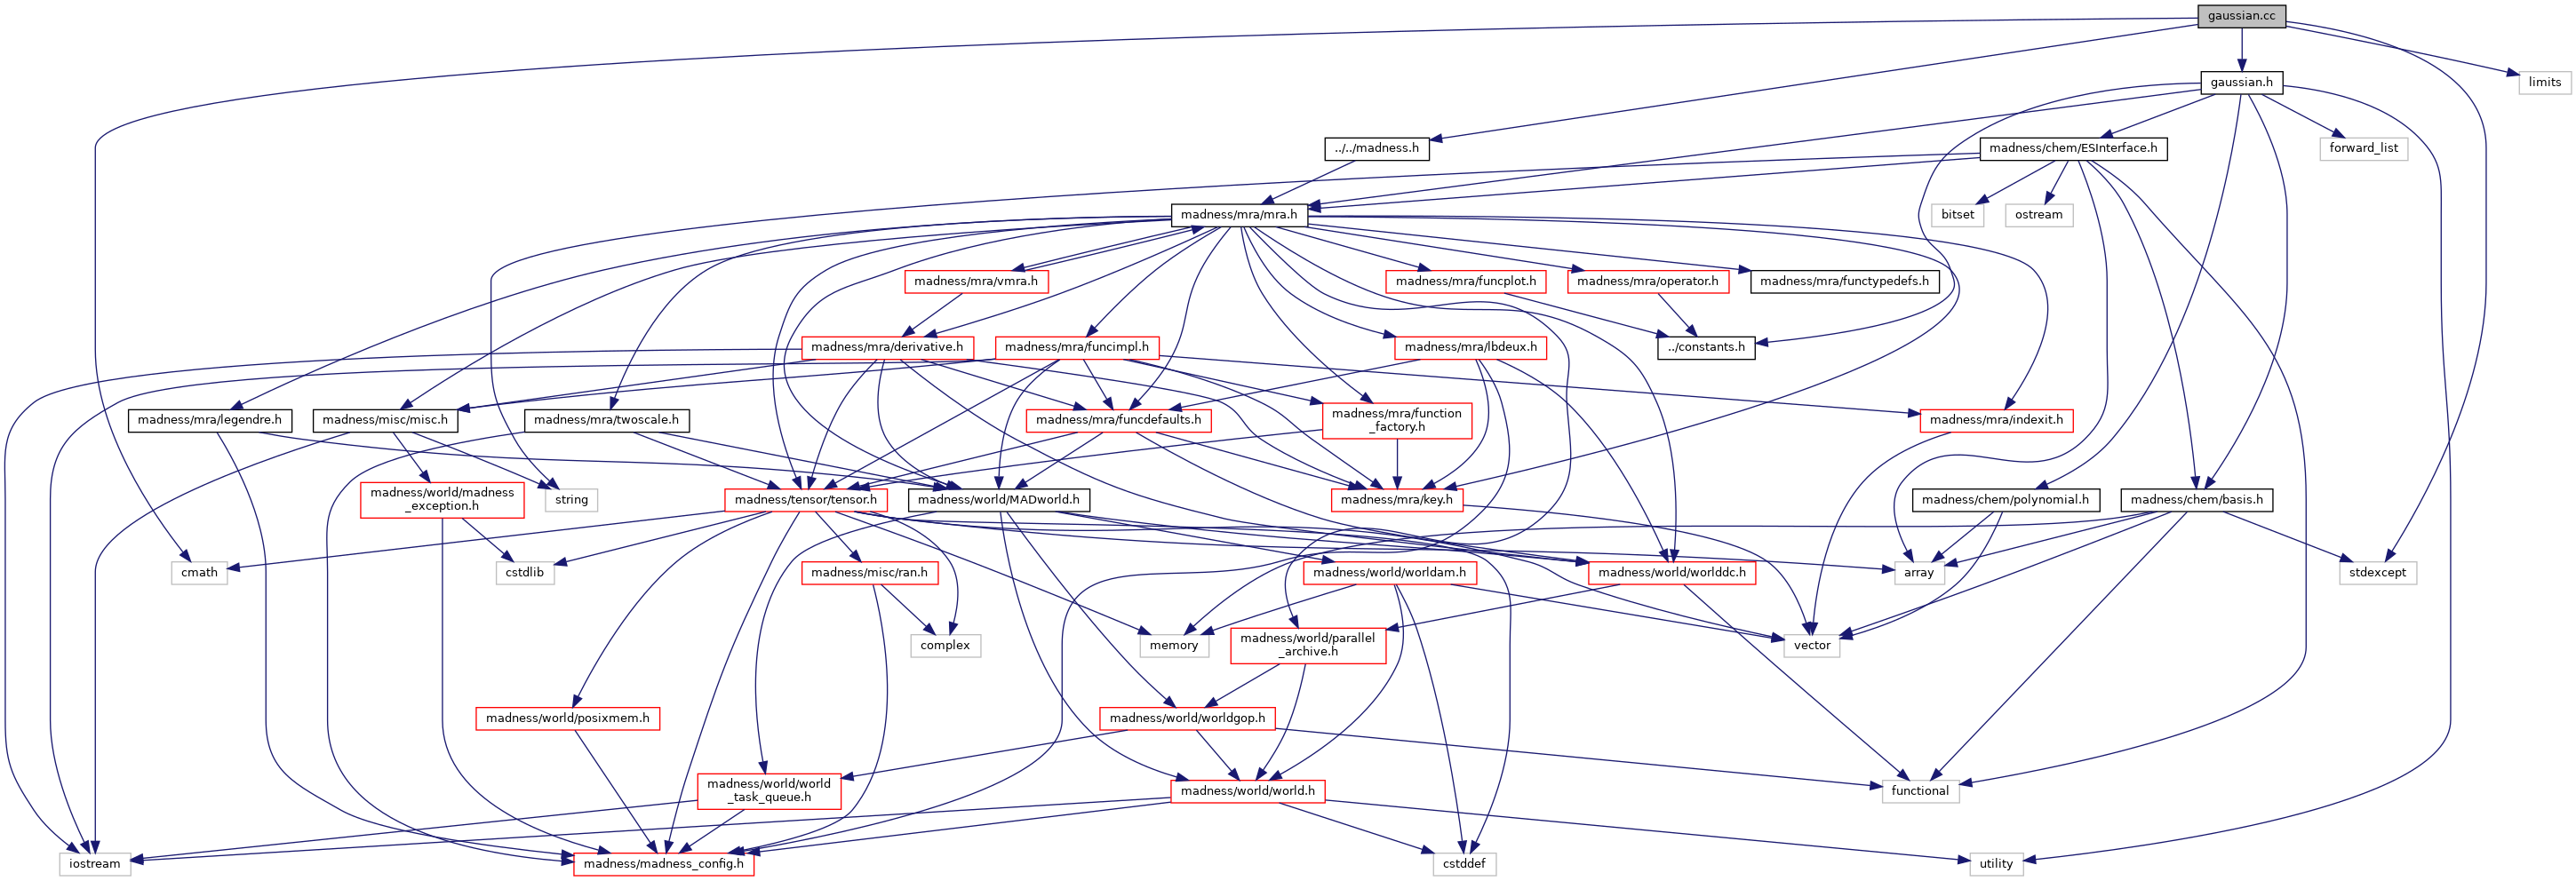 gaussian.cc
gaussian.h
limits
../../madness.h
madness/chem/ESInterface.h
forward_list
madness/mra/mra.h
bitset
ostream
madness/mra/vmra.h
madness/mra/funcplot.h
madness/mra/operator.h
madness/mra/functypedefs.h
madness/mra/derivative.h
madness/mra/funcimpl.h
madness/mra/lbdeux.h
../constants.h
madness/mra/legendre.h
madness/misc/misc.h
madness/mra/twoscale.h
madness/mra/funcdefaults.h
madness/mra/function
_factory.h
madness/mra/indexit.h
madness/world/madness
_exception.h
string
madness/tensor/tensor.h
madness/world/MADworld.h
madness/mra/key.h
madness/chem/polynomial.h
madness/chem/basis.h
cmath
cstdlib
madness/misc/ran.h
madness/world/worldam.h
madness/world/worlddc.h
array
stdexcept
complex
memory
madness/world/parallel
_archive.h
vector
madness/world/posixmem.h
madness/world/worldgop.h
madness/world/world
_task_queue.h
madness/world/world.h
functional
iostream
madness/madness_config.h
cstddef
utility